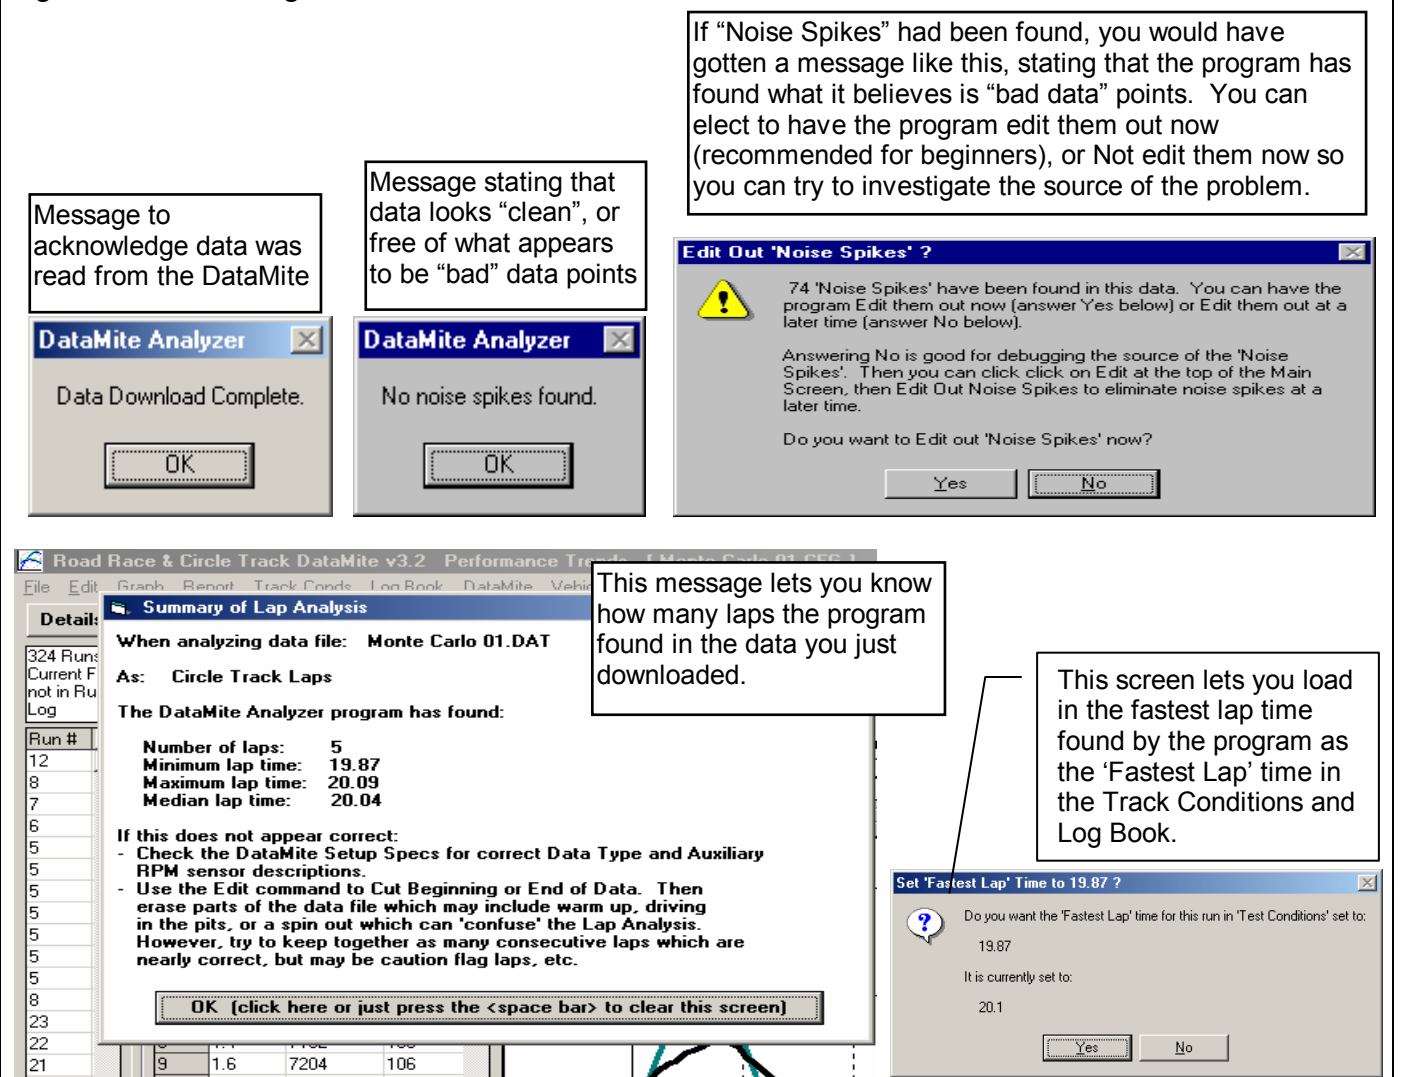 If “Noise Spikes” had been found, you would have
gotten a message like this, stating that the program has
found what it believes is “bad data” points.  You can
elect to have the program edit them out now
(recommended for beginners), or Not edit them now so
you can try to investigate the source of the problem.
Message to
acknowledge data was
read from the DataMite
Message stating that
data looks “clean”, or
free of what appears
to be “bad” data points
DataMite Analyzer
Data Download Complete.
OK
DataMite Analyzer
No noise spikes found.
OK
Edit Out 'Noise Spikes' ?
74 'Noise Spikes' have been found in this data.  You can have the
program Edit them out now (answer Yes below) or Edit them out at a
later time (answer No below).
Answering No is good for debugging the source of the 'Noise
Spikes'.  Then you can click click on Edit at the top of the Main
Screen, then Edit Out Noise Spikes to eliminate noise spikes at a
later time.
Do you want to Edit out 'Noise Spikes' now?
Yes No
Road Race & Circle Track DataMite v3.2   Performance Trends   [ Monte Carlo 01.CFG ]
File Edit Graph Report Track Conds Log Book DataMite Vehic
Details
324 Runs
Current F
not in Ru
Log
Run #
12
8
7
6
5
5
5
5
5
5
5
8
23
22
21
Summary of Lap Analysis
When analyzing data file:   Monte Carlo 01.DAT
As:   Circle Track Laps
The DataMite Analyzer program has found:
Number of laps: 5
Minimum lap time: 19.87
Maximum lap time: 20.09
Median lap time: 20.04
If this does not appear correct:
- Check the DataMite Setup Specs for correct Data Type and Auxiliary
RPM sensor descriptions.
- Use the Edit command to Cut Beginning or End of Data.  Then
erase parts of the data file which may include warm up, driving
in the pits, or a spin out which can 'confuse' the Lap Analysis.
However, try to keep together as many consecutive laps which are
nearly correct, but may be caution flag laps, etc.
OK  (click here or just press the <space bar> to clear this screen)
9 1.6 7204 106
This message lets you know
how many laps the program
found in the data you just
downloaded.
This screen lets you load
in the fastest lap time
found by the program as
the ‘Fastest Lap’ time in
the Track Conditions and
Log Book.
Set 'Fastest Lap' Time to 19.87 ?
Do you want the 'Fastest Lap' time for this run in 'Test Conditions' set to:
19.87
It is currently set to:
20.1
Yes No